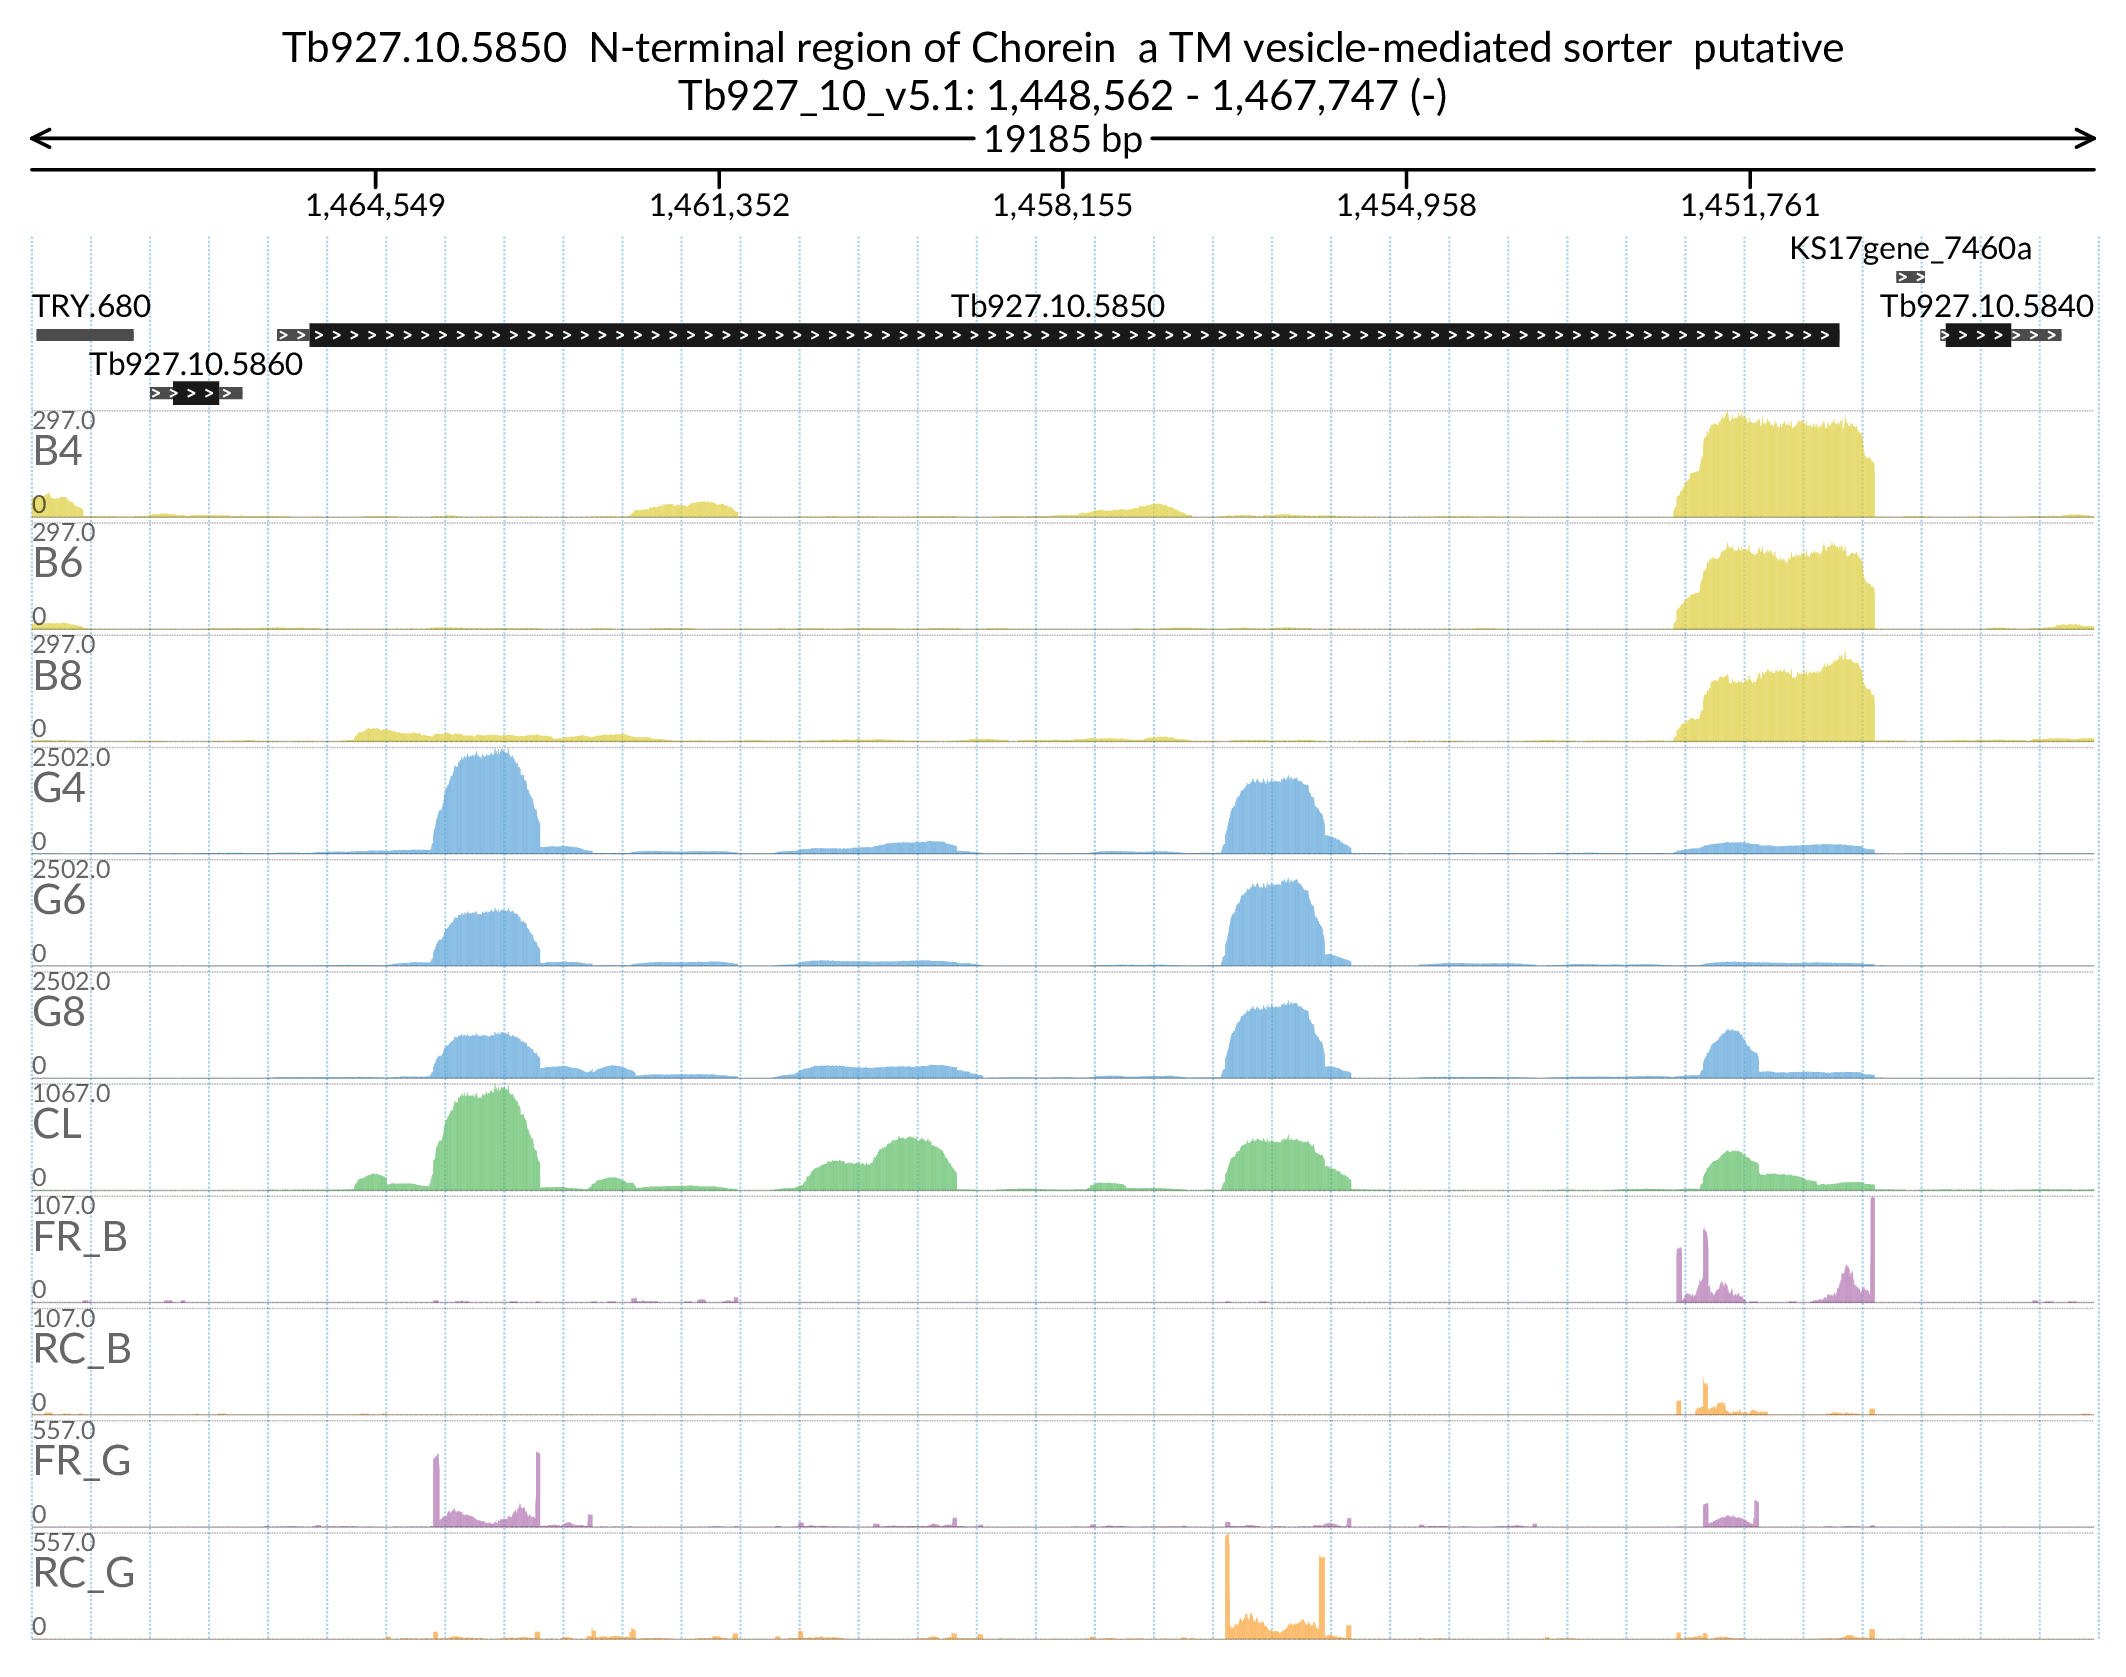 Tb927.10.5850  N-terminal region of Chorein  a TM vesicle-mediated sorter  putative
Tb927_10_v5.1: 1,448,562 - 1,467,747 (-)
19185 bp
1,464,549 1,461,352 1,458,155 1,454,958 1,451,761
KS17gene_7460a
TRY.680 Tb927.10.5850 Tb927.10.5840
Tb927.10.5860
297.0
B4
0
297.0
B6
0
297.0
B8
0
2502.0
G4
0
2502.0
G6
0
2502.0
G8
0
1067.0
CL
0
107.0
FR_B
0
107.0
RC_B
0
557.0
FR_G
0
557.0
RC_G
0